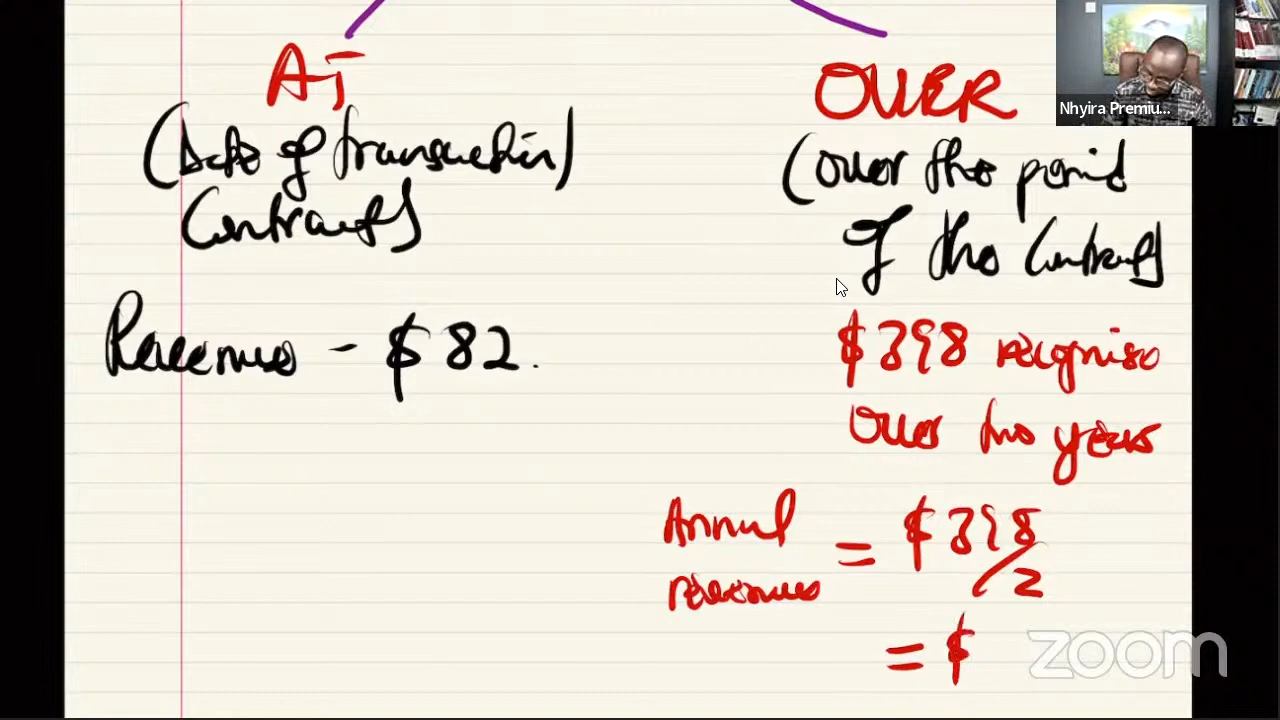 AT
(Date of transaction)
Contract)
Revenue - $82.
OVER
(Over the period
of the Contract)
$398 recognise
Over two years
Annual revenue = $398/2
= $
Nhyira Premiu...
zoom